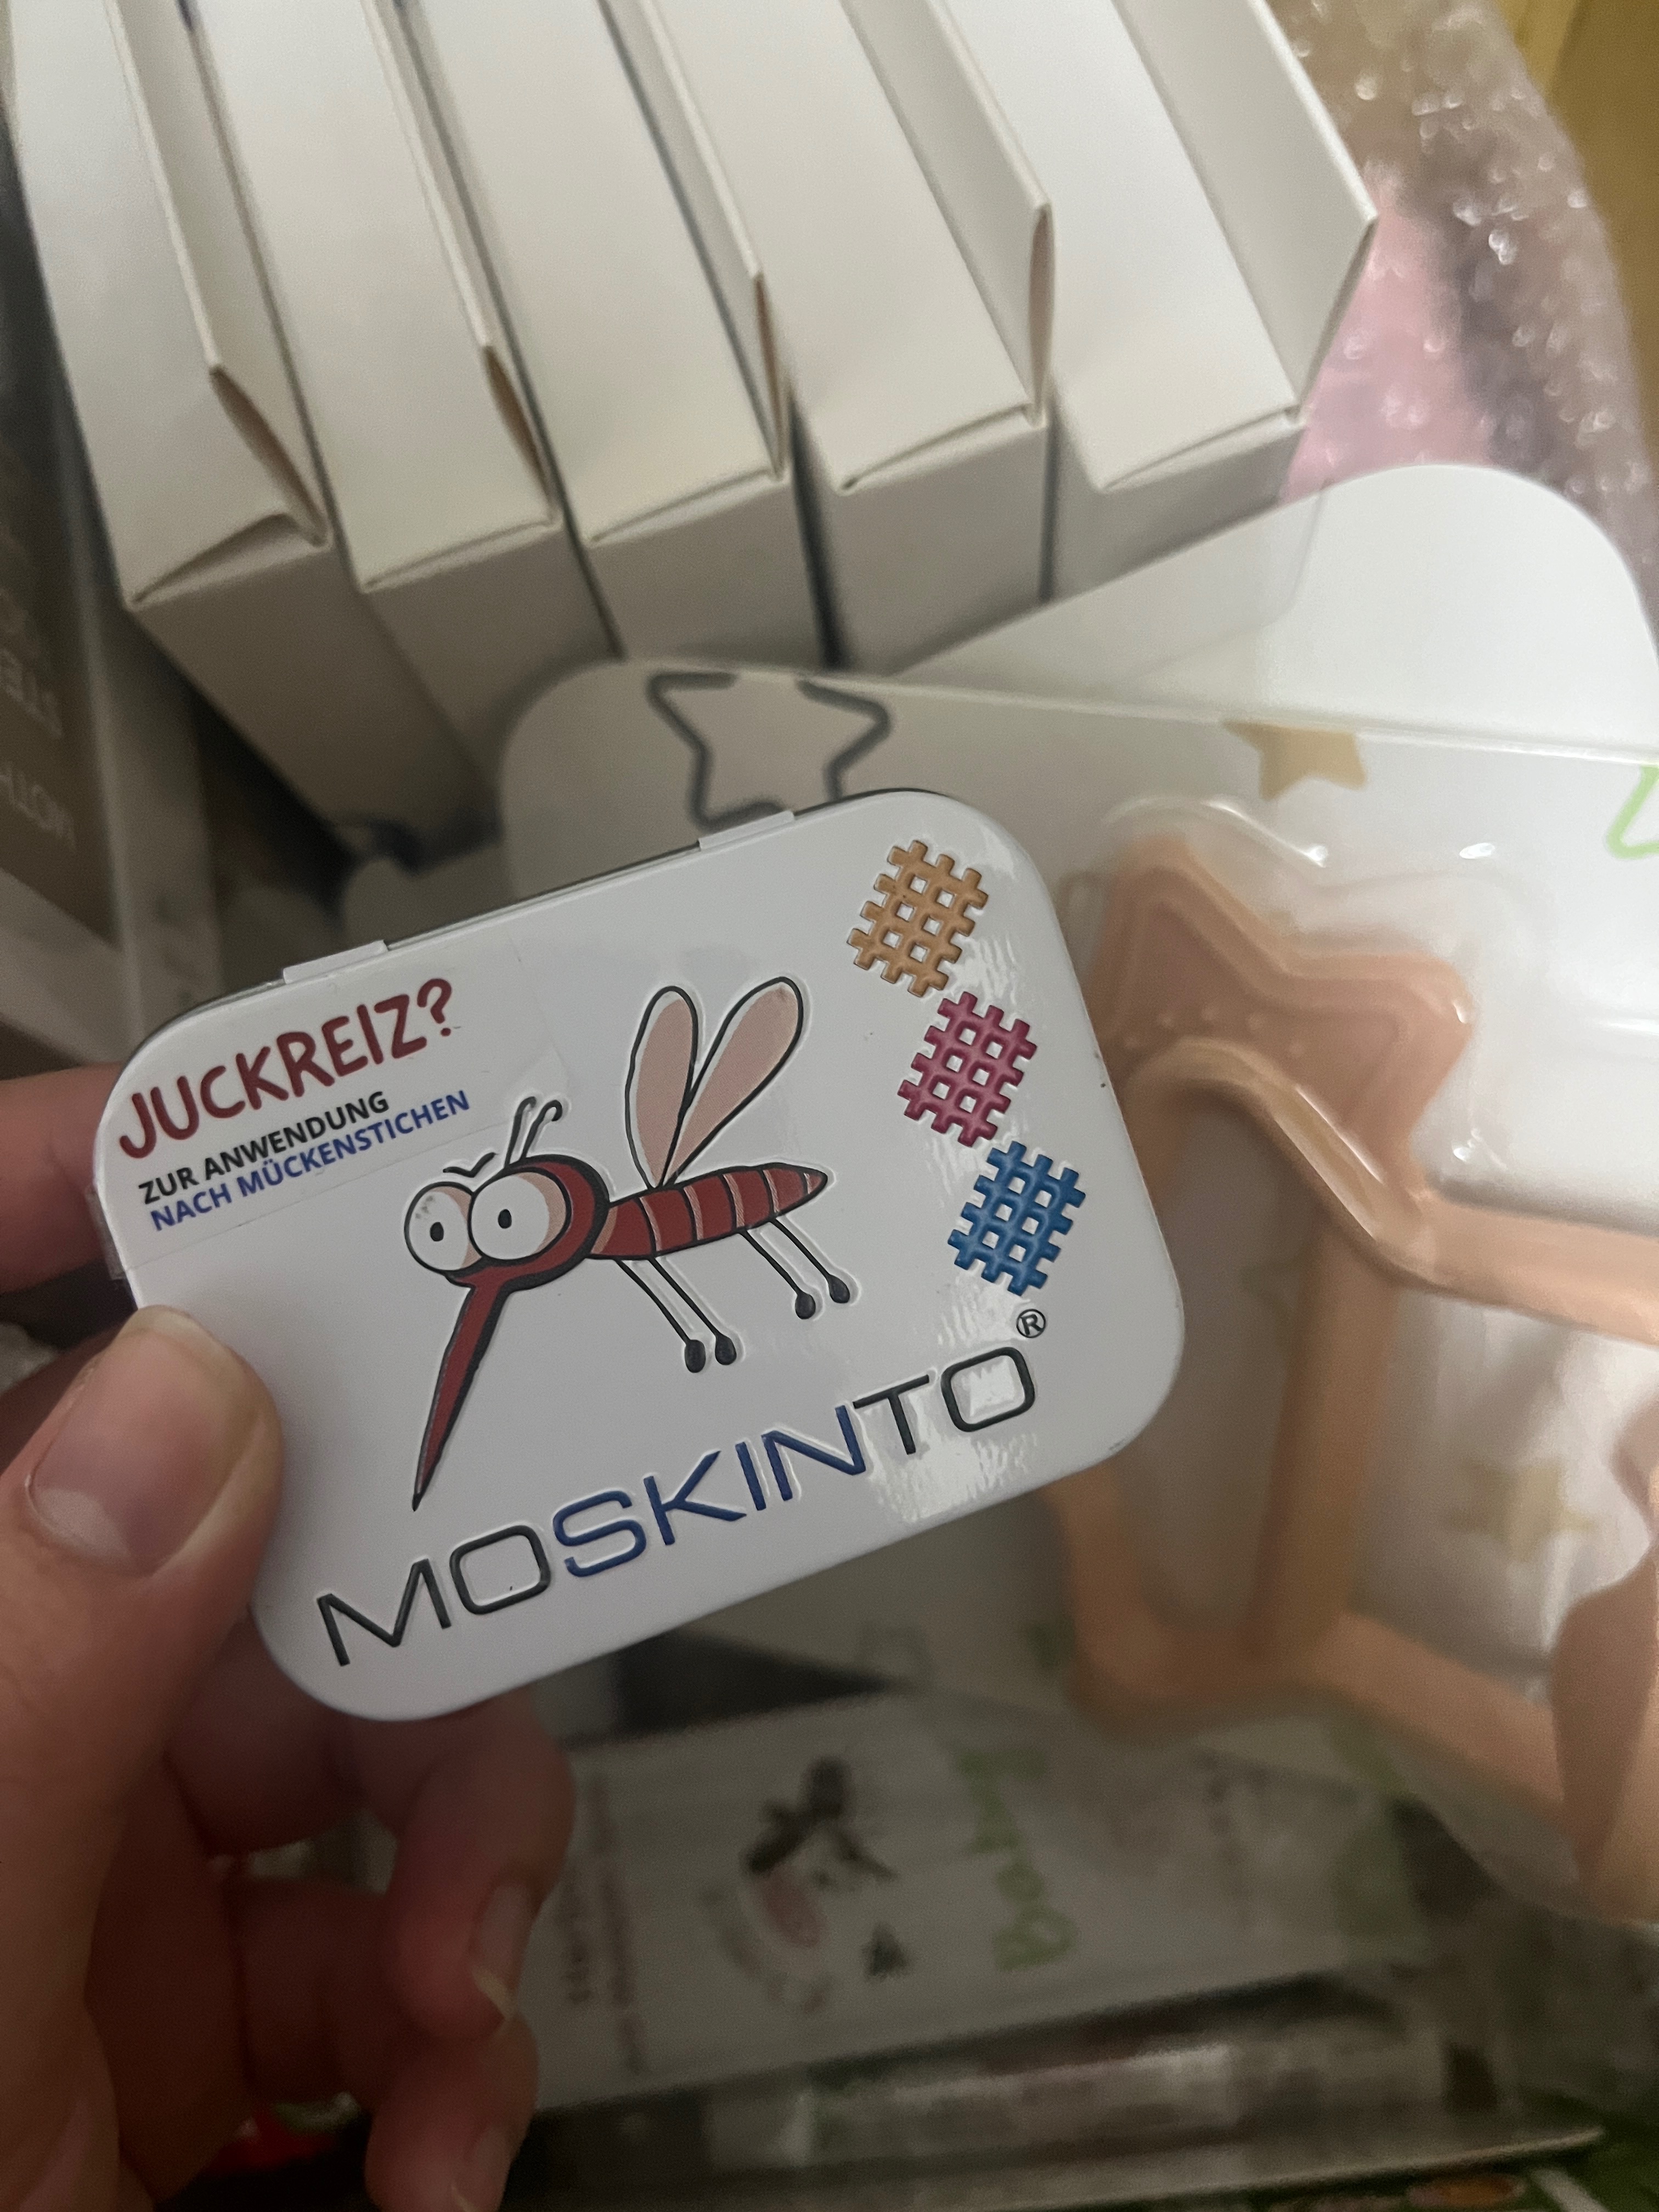 JUCKREIZ?
ZUR ANWENDUNG
NACH MÜCKENSTICHEN
®
MOSKINTO